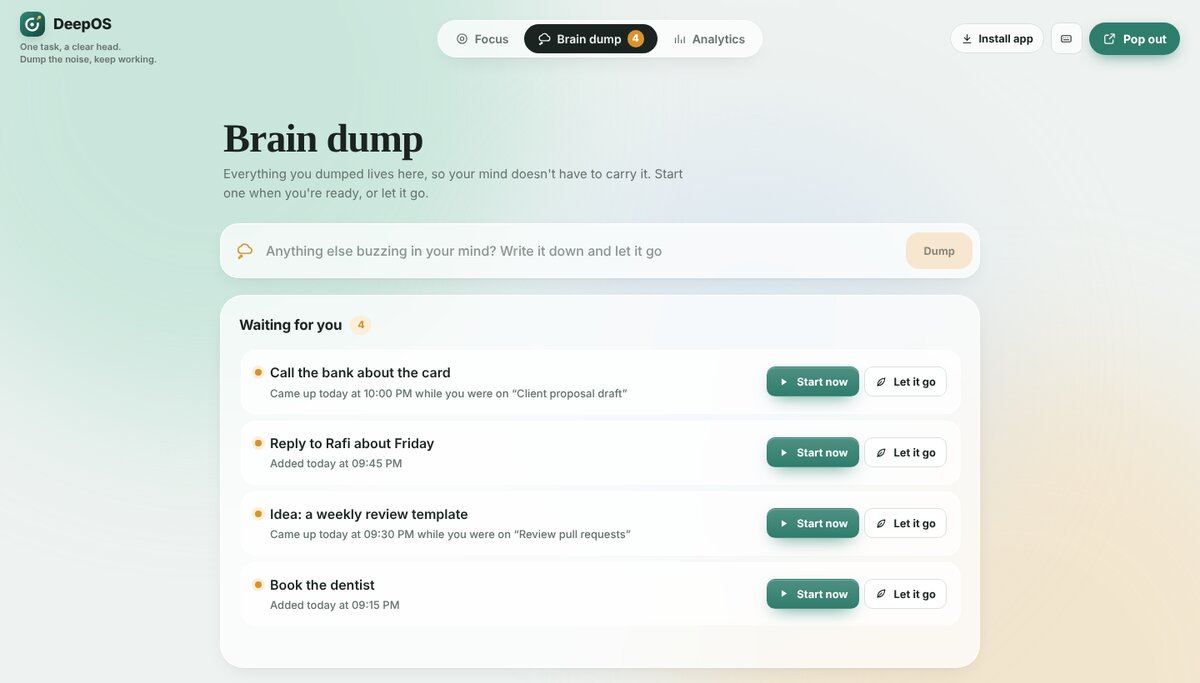 DeepOS
One task, a clear head.
Dump the noise, keep working.
Focus
Brain dump 4
Analytics
Install app
Pop out
Brain dump
Everything you dumped lives here, so your mind doesn't have to carry it. Start
one when you're ready, or let it go.
Anything else buzzing in your mind? Write it down and let it go
Dump
Waiting for you 4
Call the bank about the card
Came up today at 10:00 PM while you were on “Client proposal draft”
Start now
Let it go
Reply to Rafi about Friday
Added today at 09:45 PM
Start now
Let it go
Idea: a weekly review template
Came up today at 09:30 PM while you were on “Review pull requests”
Start now
Let it go
Book the dentist
Added today at 09:15 PM
Start now
Let it go